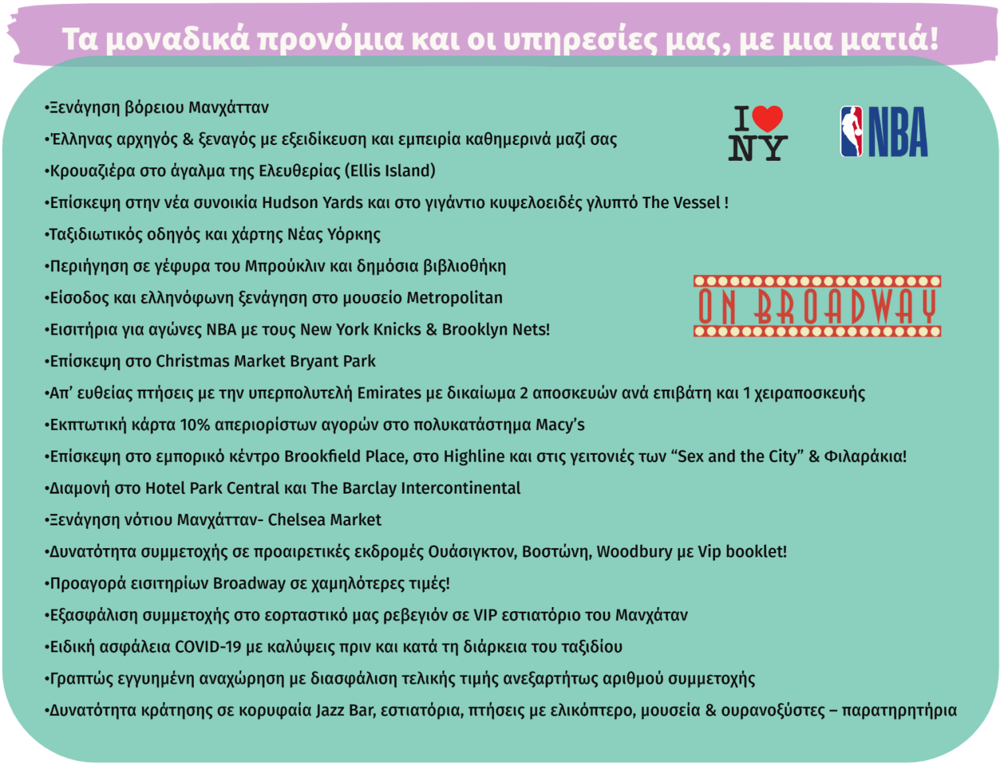 Τα μοναδικά προνόμια και οι υπηρεσίες μας, με μια ματιά!
•Ξενάγηση βόρειου Μανχάτταν
•Έλληνας αρχηγός & ξεναγός με εξειδίκευση και εμπειρία καθημερινά μαζί σας
•Κρουαζιέρα στο άγαλμα της Ελευθερίας (Ellis Island)
•Επίσκεψη στην νέα συνοικία Hudson Yards και στο γιγάντιο κυψελοειδές γλυπτό The Vessel !
•Ταξιδιωτικός οδηγός και χάρτης Νέας Υόρκης
•Περιήγηση σε γέφυρα του Μπρούκλιν και δημόσια βιβλιοθήκη
•Είσοδος και ελληνόφωνη ξενάγηση στο μουσείο Metropolitan
•Εισιτήρια για αγώνες NBA με τους New York Knicks & Brooklyn Nets!
•Επίσκεψη στο Christmas Market Bryant Park
•Απ’ ευθείας πτήσεις με την υπερπολυτελή Emirates με δικαίωμα 2 αποσκευών ανά επιβάτη και 1 χειραποσκευής
•Εκπτωτική κάρτα 10% απεριορίστων αγορών στο πολυκατάστημα Macy’s
•Επίσκεψη στο εμπορικό κέντρο Brookfield Place, στο Highline και στις γειτονιές των “Sex and the City” & Φιλαράκια!
•Διαμονή στο Hotel Park Central και The Barclay Intercontinental
•Ξενάγηση νότιου Μανχάτταν- Chelsea Market
•Δυνατότητα συμμετοχής σε προαιρετικές εκδρομές Ουάσιγκτον, Βοστώνη, Woodbury με Vip booklet!
•Προαγορά εισιτηρίων Broadway σε χαμηλότερες τιμές!
•Εξασφάλιση συμμετοχής στο εορταστικό μας ρεβεγιόν σε VIP εστιατόριο του Μανχάταν
•Ειδική ασφάλεια COVID-19 με καλύψεις πριν και κατά τη διάρκεια του ταξιδίου
•Γραπτώς εγγυημένη αναχώρηση με διασφάλιση τελικής τιμής ανεξαρτήτως αριθμού συμμετοχής
•Δυνατότητα κράτησης σε κορυφαία Jazz Bar, εστιατόρια, πτήσεις με ελικόπτερο, μουσεία & ουρανοξύστες – παρατηρητήρια
I
NY
NBA
ON BROADWAY